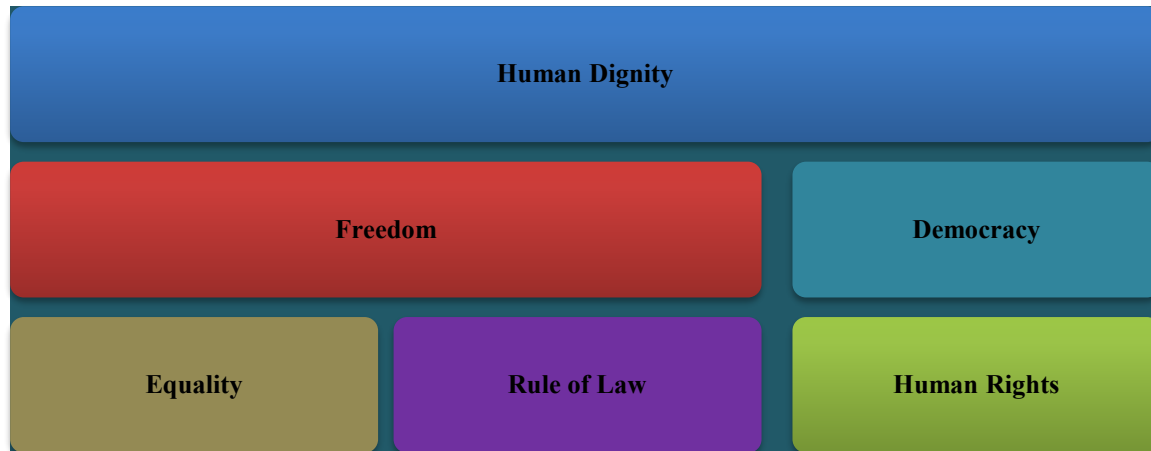 Human Dignity
Freedom
Democracy
Equality
Rule of Law
Human Rights